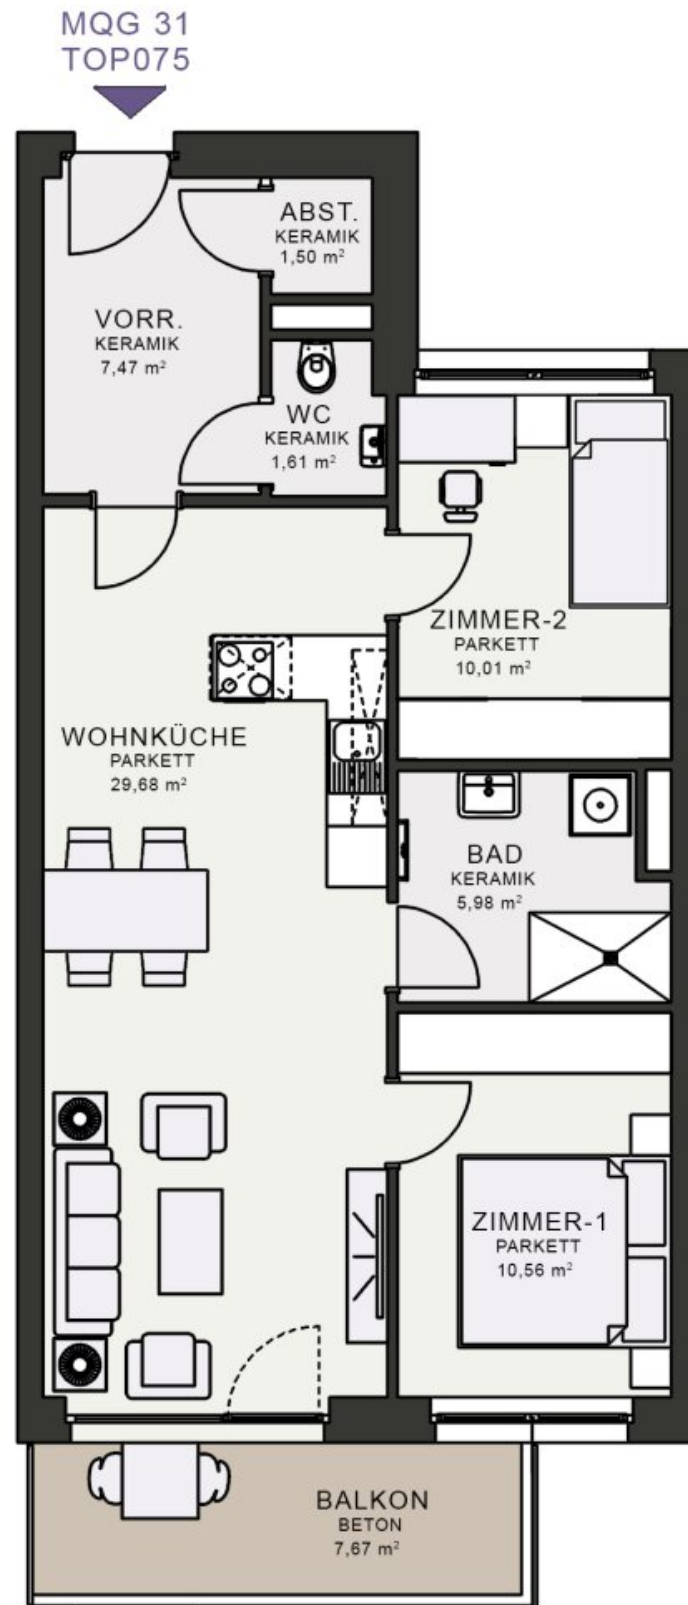 MQG 31
TOP075
ABST.
KERAMIK
1,50 m²
VORR.
KERAMIK
7,47 m²
WC
KERAMIK
1,61 m²
ZIMMER-2
PARKETT
10,01 m²
WOHNKÜCHE
PARKETT
29,68 m²
BAD
KERAMIK
5,98 m²
ZIMMER-1
PARKETT
10,56 m²
BALKON
BETON
7,67 m²